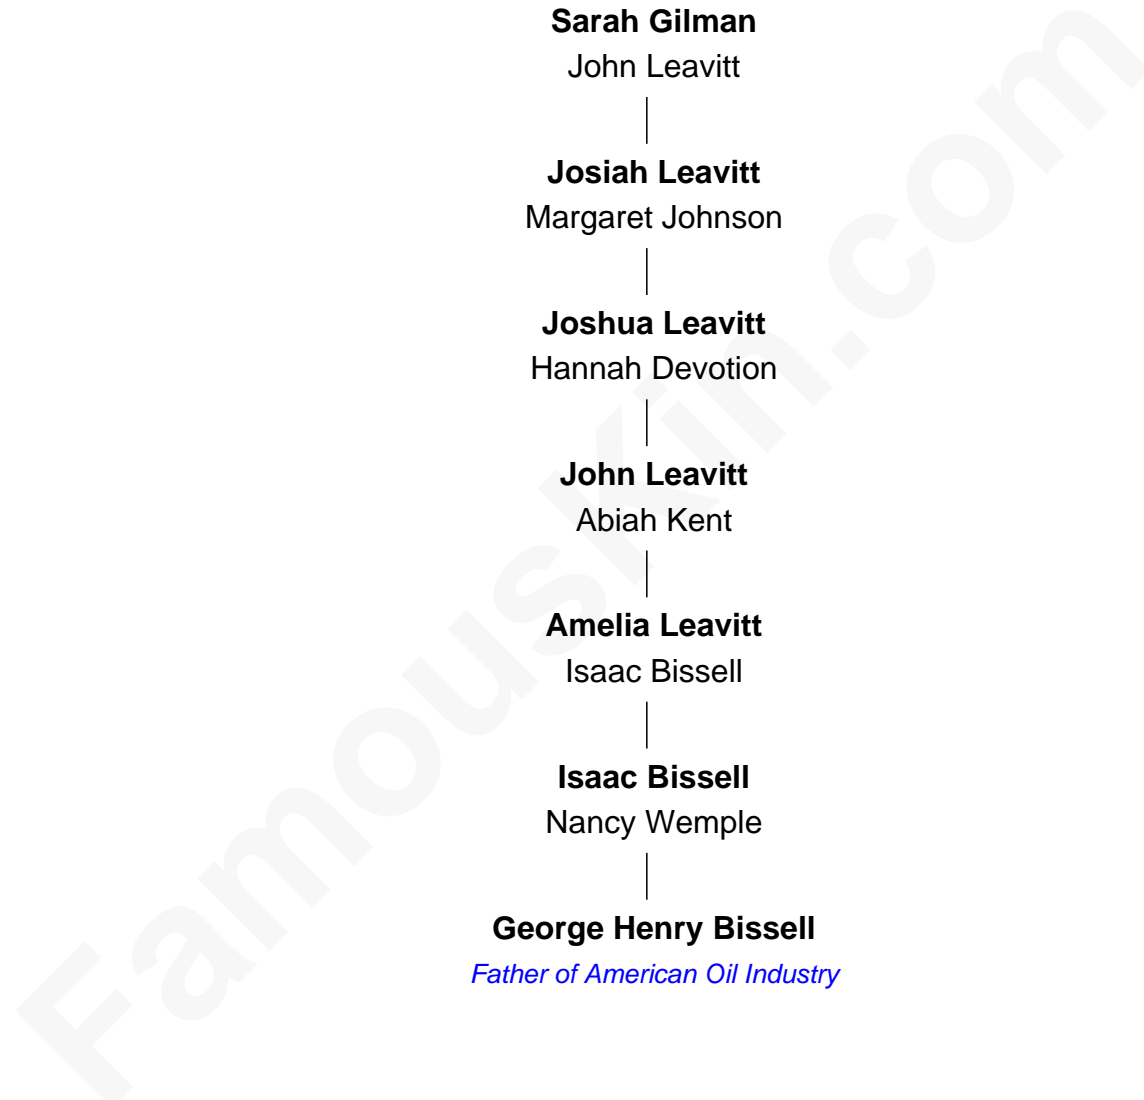 Sarah Gilman
John Leavitt
Josiah Leavitt
Margaret Johnson
Joshua Leavitt
Hannah Devotion
John Leavitt
Abiah Kent
Amelia Leavitt
Isaac Bissell
Isaac Bissell
Nancy Wemple
George Henry Bissell
Father of American Oil Industry
FamousKin.com